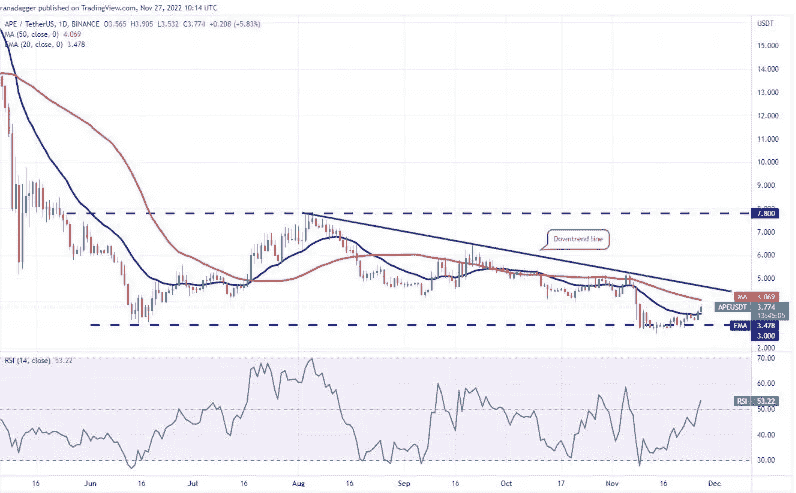 ranadagger published on TradingView.com, Nov 27, 2022 10:14 UTC
APE / TetherUS, 1D, BINANCE O3.565 H3.905 L3.532 C3.774 +0.208 (+5.83%)
MA (50, close, 0) 4.069
EMA (20, close, 0) 3.478
USDT
15.000
14.000
13.000
12.000
11.000
10.000
9.000
7.800
7.000
6.000
5.000
MA 4.069
APEUSDT 3.774
13:45:05
EMA 3.478
3.000
2.000
Downtrend line
RSI (14, close) 53.22
70.00
60.00
RSI 53.22
50.00
40.00
30.00
16 Jun 16 Jul 16 Aug 16 Sep 16 Oct 17 Nov 16 Dec